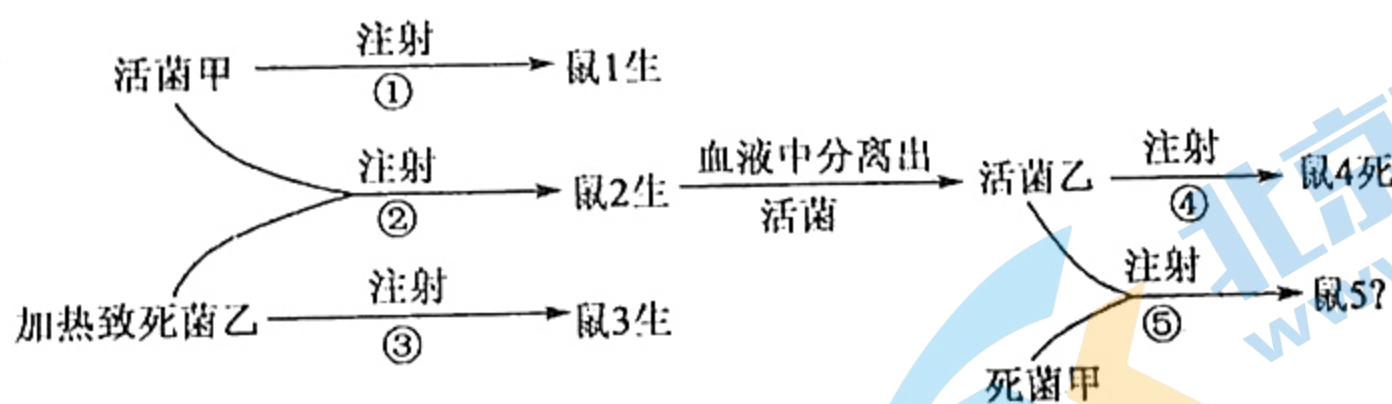 活菌甲 注射 ① 鼠1生
注射 ② 鼠2生 血液中分离出 活菌 活菌乙 注射 ④ 鼠4死
加热致死菌乙 注射 ③ 鼠3生
注射 ⑤ 鼠5?
死菌甲
北京